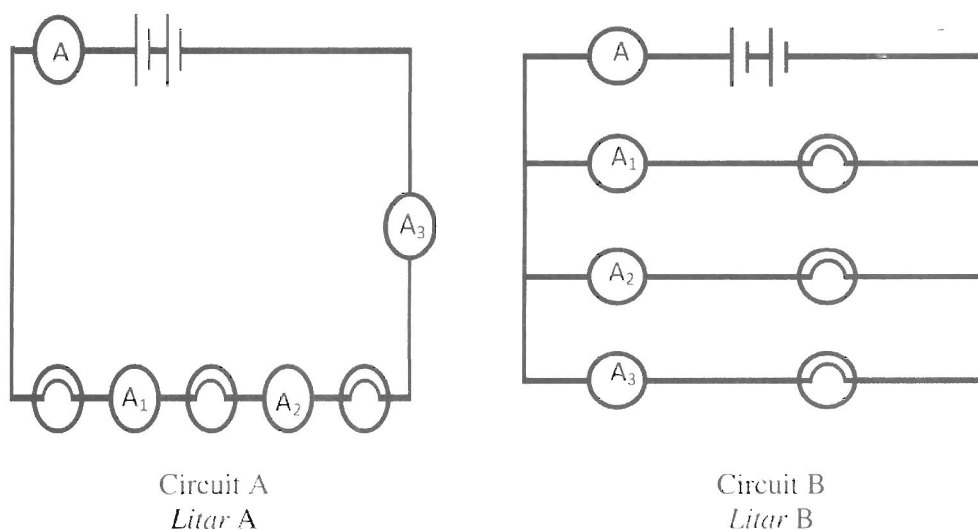 A
A
A₁
A₃
A₂
A₃
A₁
A₂
Circuit A
Litar A
Circuit B
Litar B